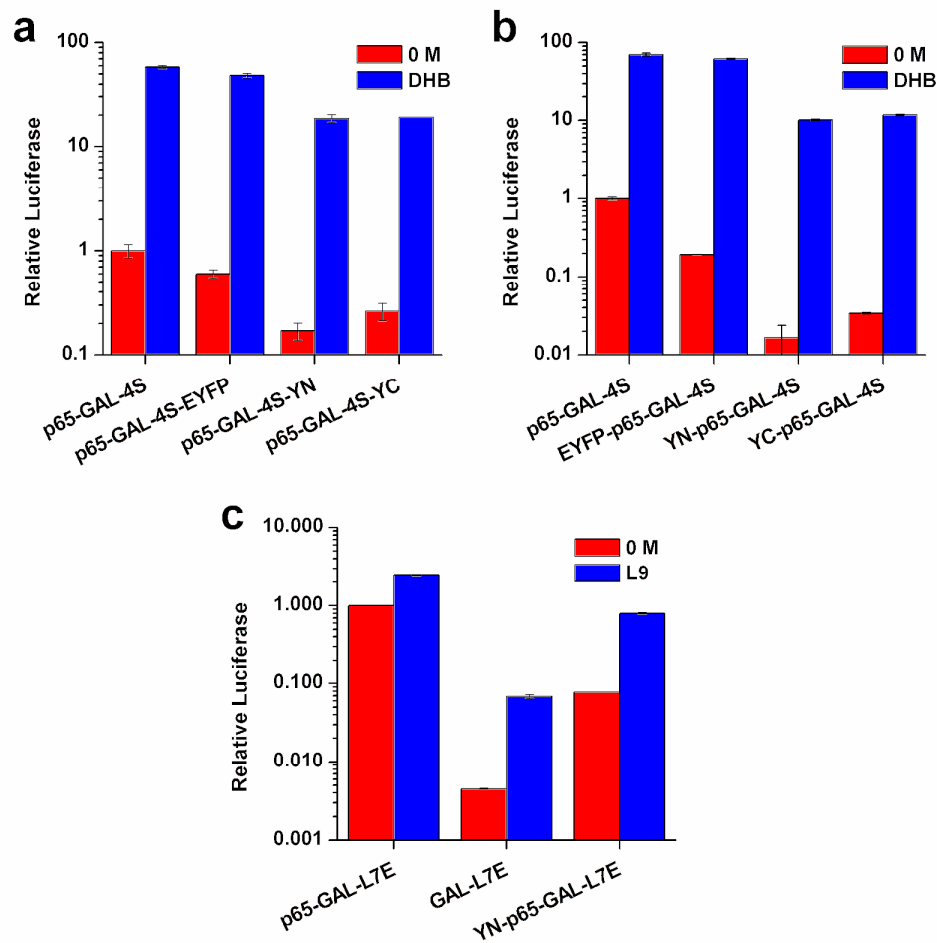 a
100
10
1
0.1
Relative Luciferase
0 M
DHB
p65-GAL-4S
p65-GAL-4S-EYFP
p65-GAL-4S-YN
p65-GAL-4S-YC
b
100
10
1
0.1
0.01
Relative Luciferase
0 M
DHB
p65-GAL-4S
EYFP-p65-GAL-4S
YN-p65-GAL-4S
YC-p65-GAL-4S
c
10.000
1.000
0.100
0.010
0.001
Relative Luciferase
0 M
L9
p65-GAL-L7E
GAL-L7E
YN-p65-GAL-L7E